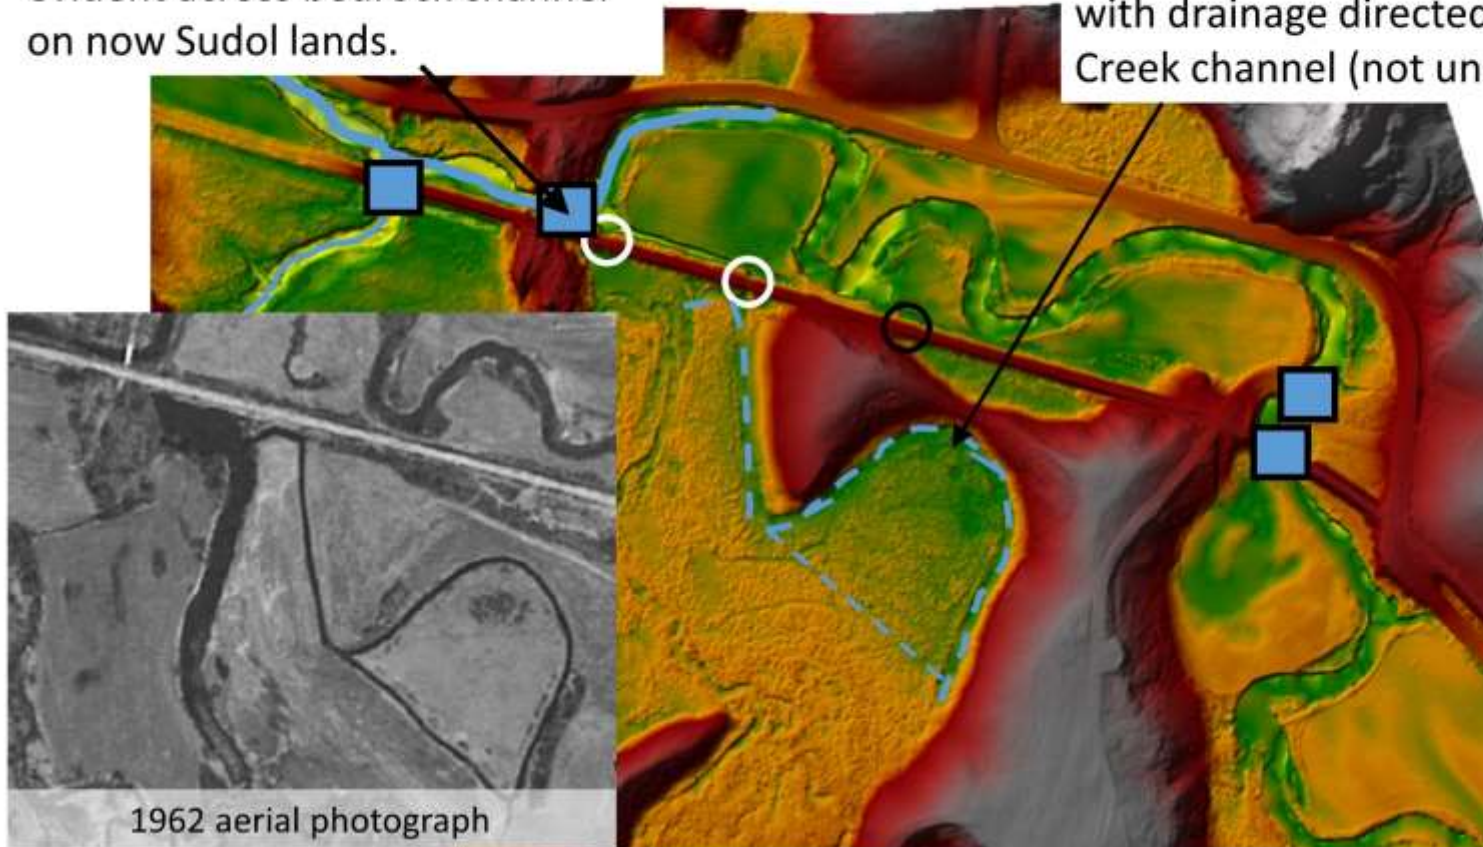 on now Sudol lands.
with drainage directed
Creek channel (not un
1962 aerial photograph